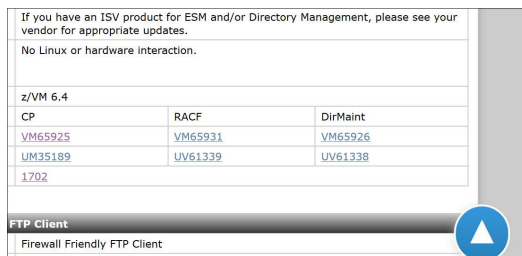 If you have an ISV product for ESM and/or Directory Management, please see your
vendor for appropriate updates.
No Linux or hardware interaction.
z/VM 6.4
CP RACF DirMaint
VM65925 VM65931 VM65926
UM35189 UV61339 UV61338
1702
FTP Client
Firewall Friendly FTP Client